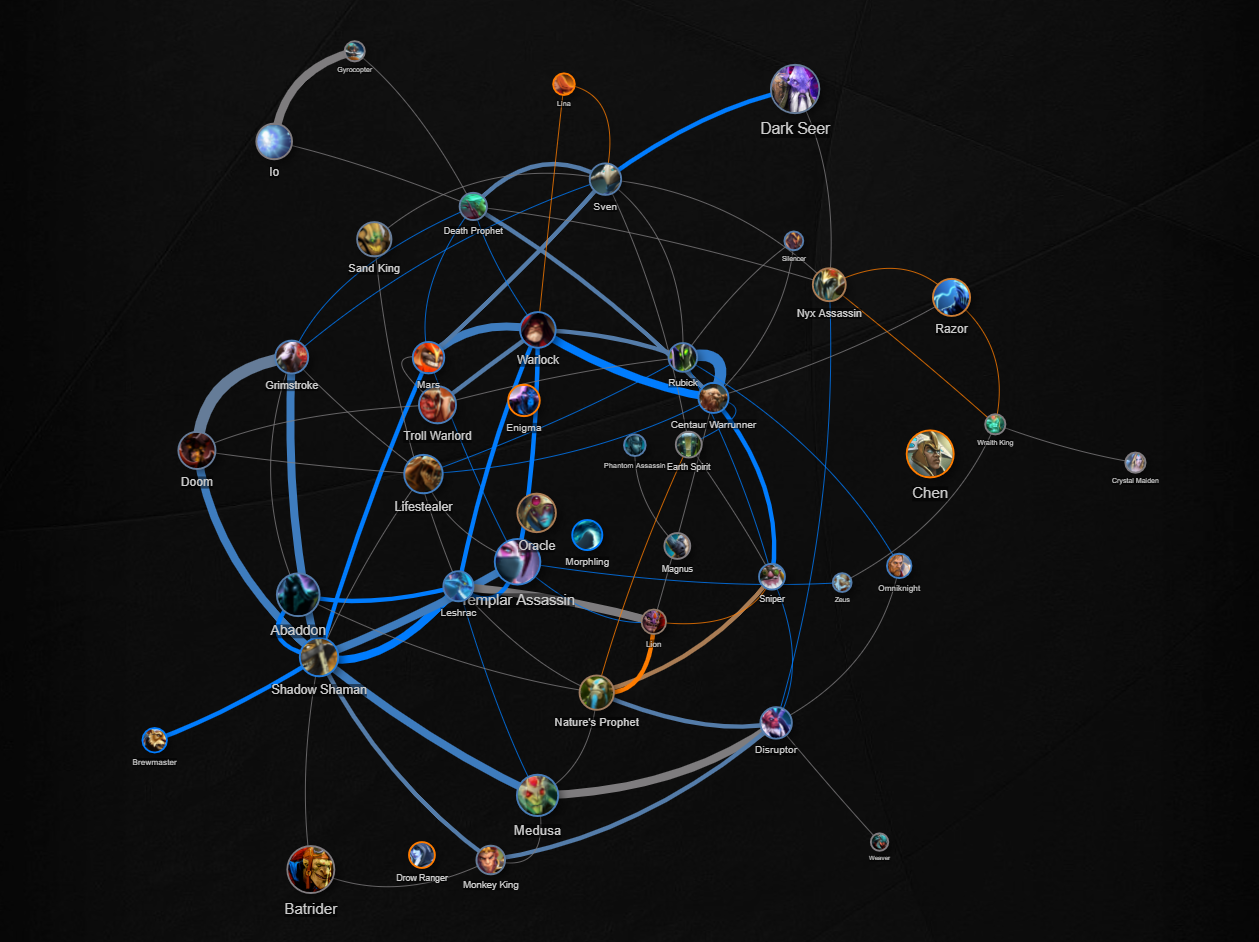 Gyrocopter
Lina
Dark Seer
Io
Sven
Death Prophet
Silencer
Sand King
Nyx Assassin
Razor
Warlock
Rubick
Grimstroke
Mars
Centaur Warrunner
Troll Warlord
Enigma
Wraith King
Phantom Assassin
Earth Spirit
Doom
Crystal Maiden
Chen
Lifestealer
Oracle
Morphling
Magnus
Omniknight
Templar Assassin
Sniper
Zeus
Leshrac
Abaddon
Lion
Shadow Shaman
Nature's Prophet
Disruptor
Brewmaster
Medusa
Weaver
Drow Ranger
Monkey King
Batrider